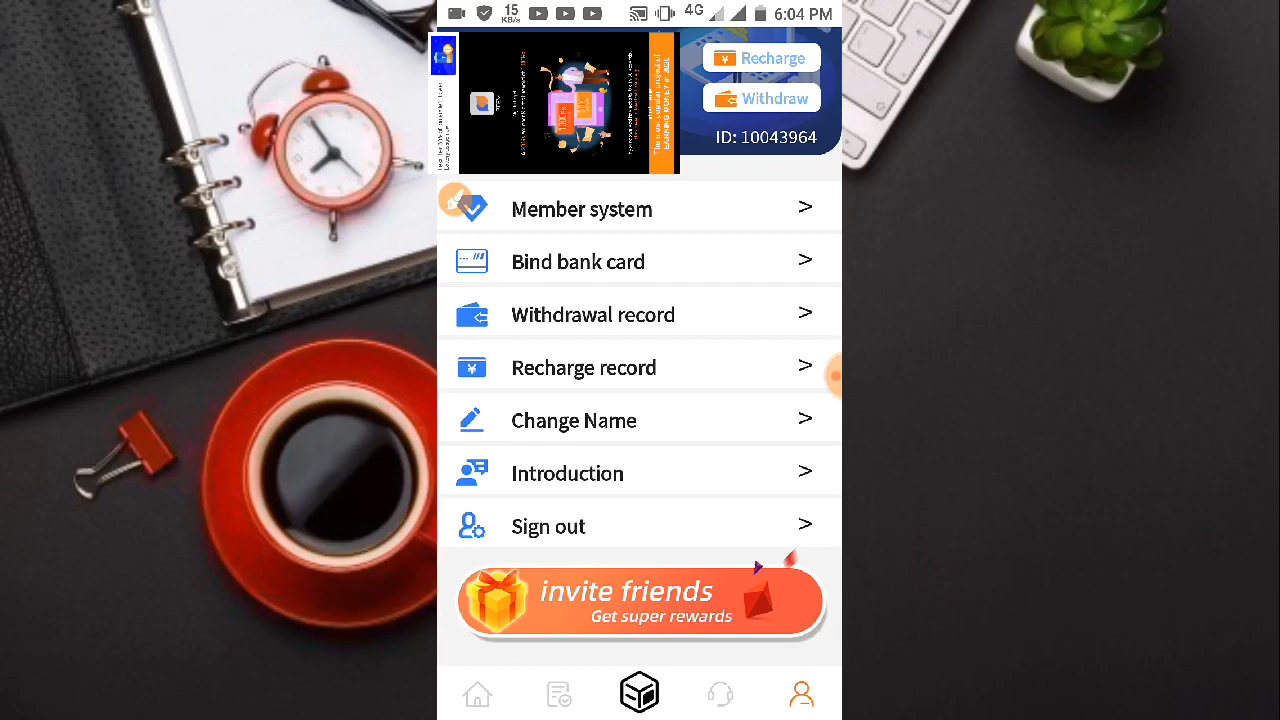 15
KB/s
4G
6:04 PM
Recharge
Withdraw
ID: 10043964
Member system >
Bind bank card >
Withdrawal record >
Recharge record >
Change Name >
Introduction >
Sign out >
invite friends
Get super rewards